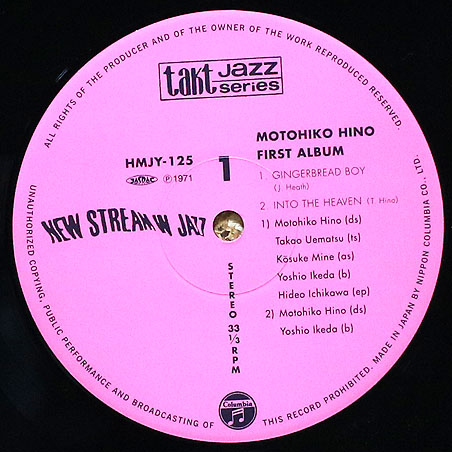 ALL RIGHTS OF THE PRODUCER AND OF THE OWNER OF THE WORK REPRODUCED RESERVED.
UNAUTHORIZED COPYING, PUBLIC PERFORMANCE AND BROADCASTING OF THIS RECORD PROHIBITED. MADE IN JAPAN BY NIPPON COLUMBIA CO., LTD.
takt jazz series
HMJY-125
JASRAC ℗1971
1
NEW STREAM IN JAZZ
STEREO 33 1/3 RPM
MOTOHIKO HINO
FIRST ALBUM
1. GINGERBREAD BOY
(J. Heath)
2. INTO THE HEAVEN (T. Hino)
1) Motohiko Hino (ds)
Takao Uematsu (ts)
Kōsuke Mine (as)
Yoshio Ikeda (b)
Hideo Ichikawa (ep)
2) Motohiko Hino (ds)
Yoshio Ikeda (b)
Columbia